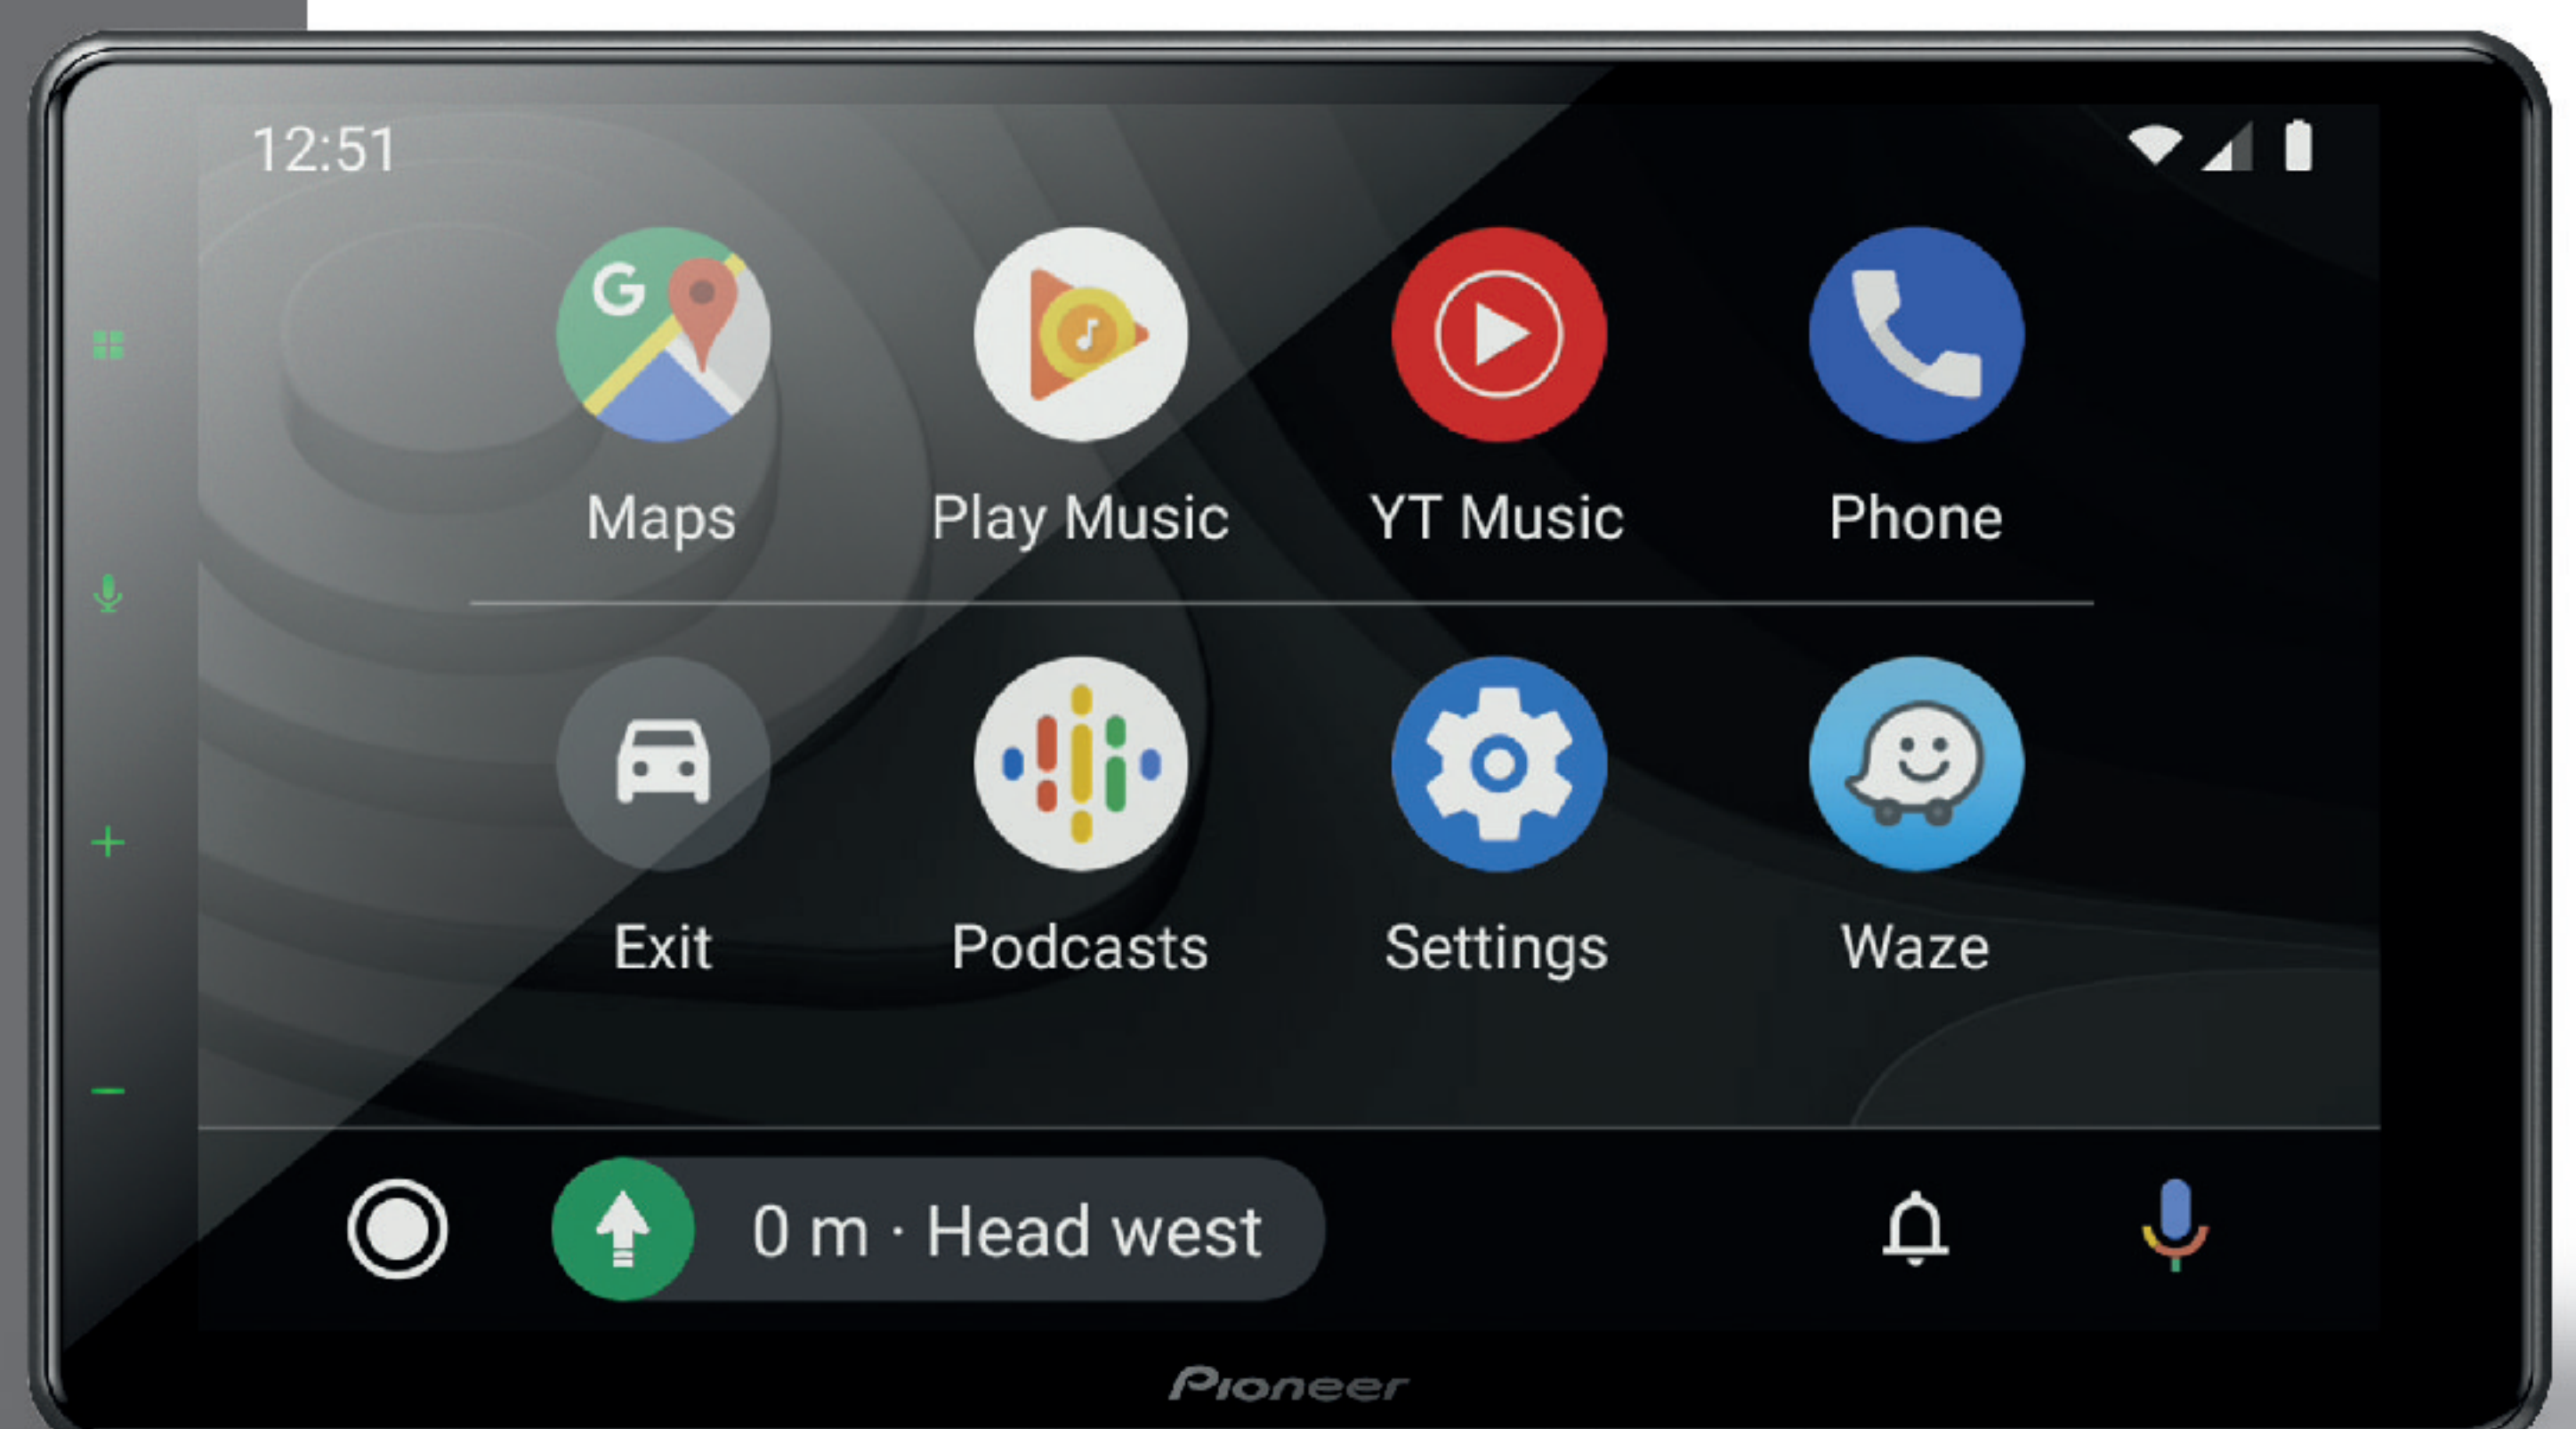 12:51
G
Maps
Play Music
YT Music
Phone
Exit
Podcasts
Settings
Waze
0 m · Head west
Pioneer